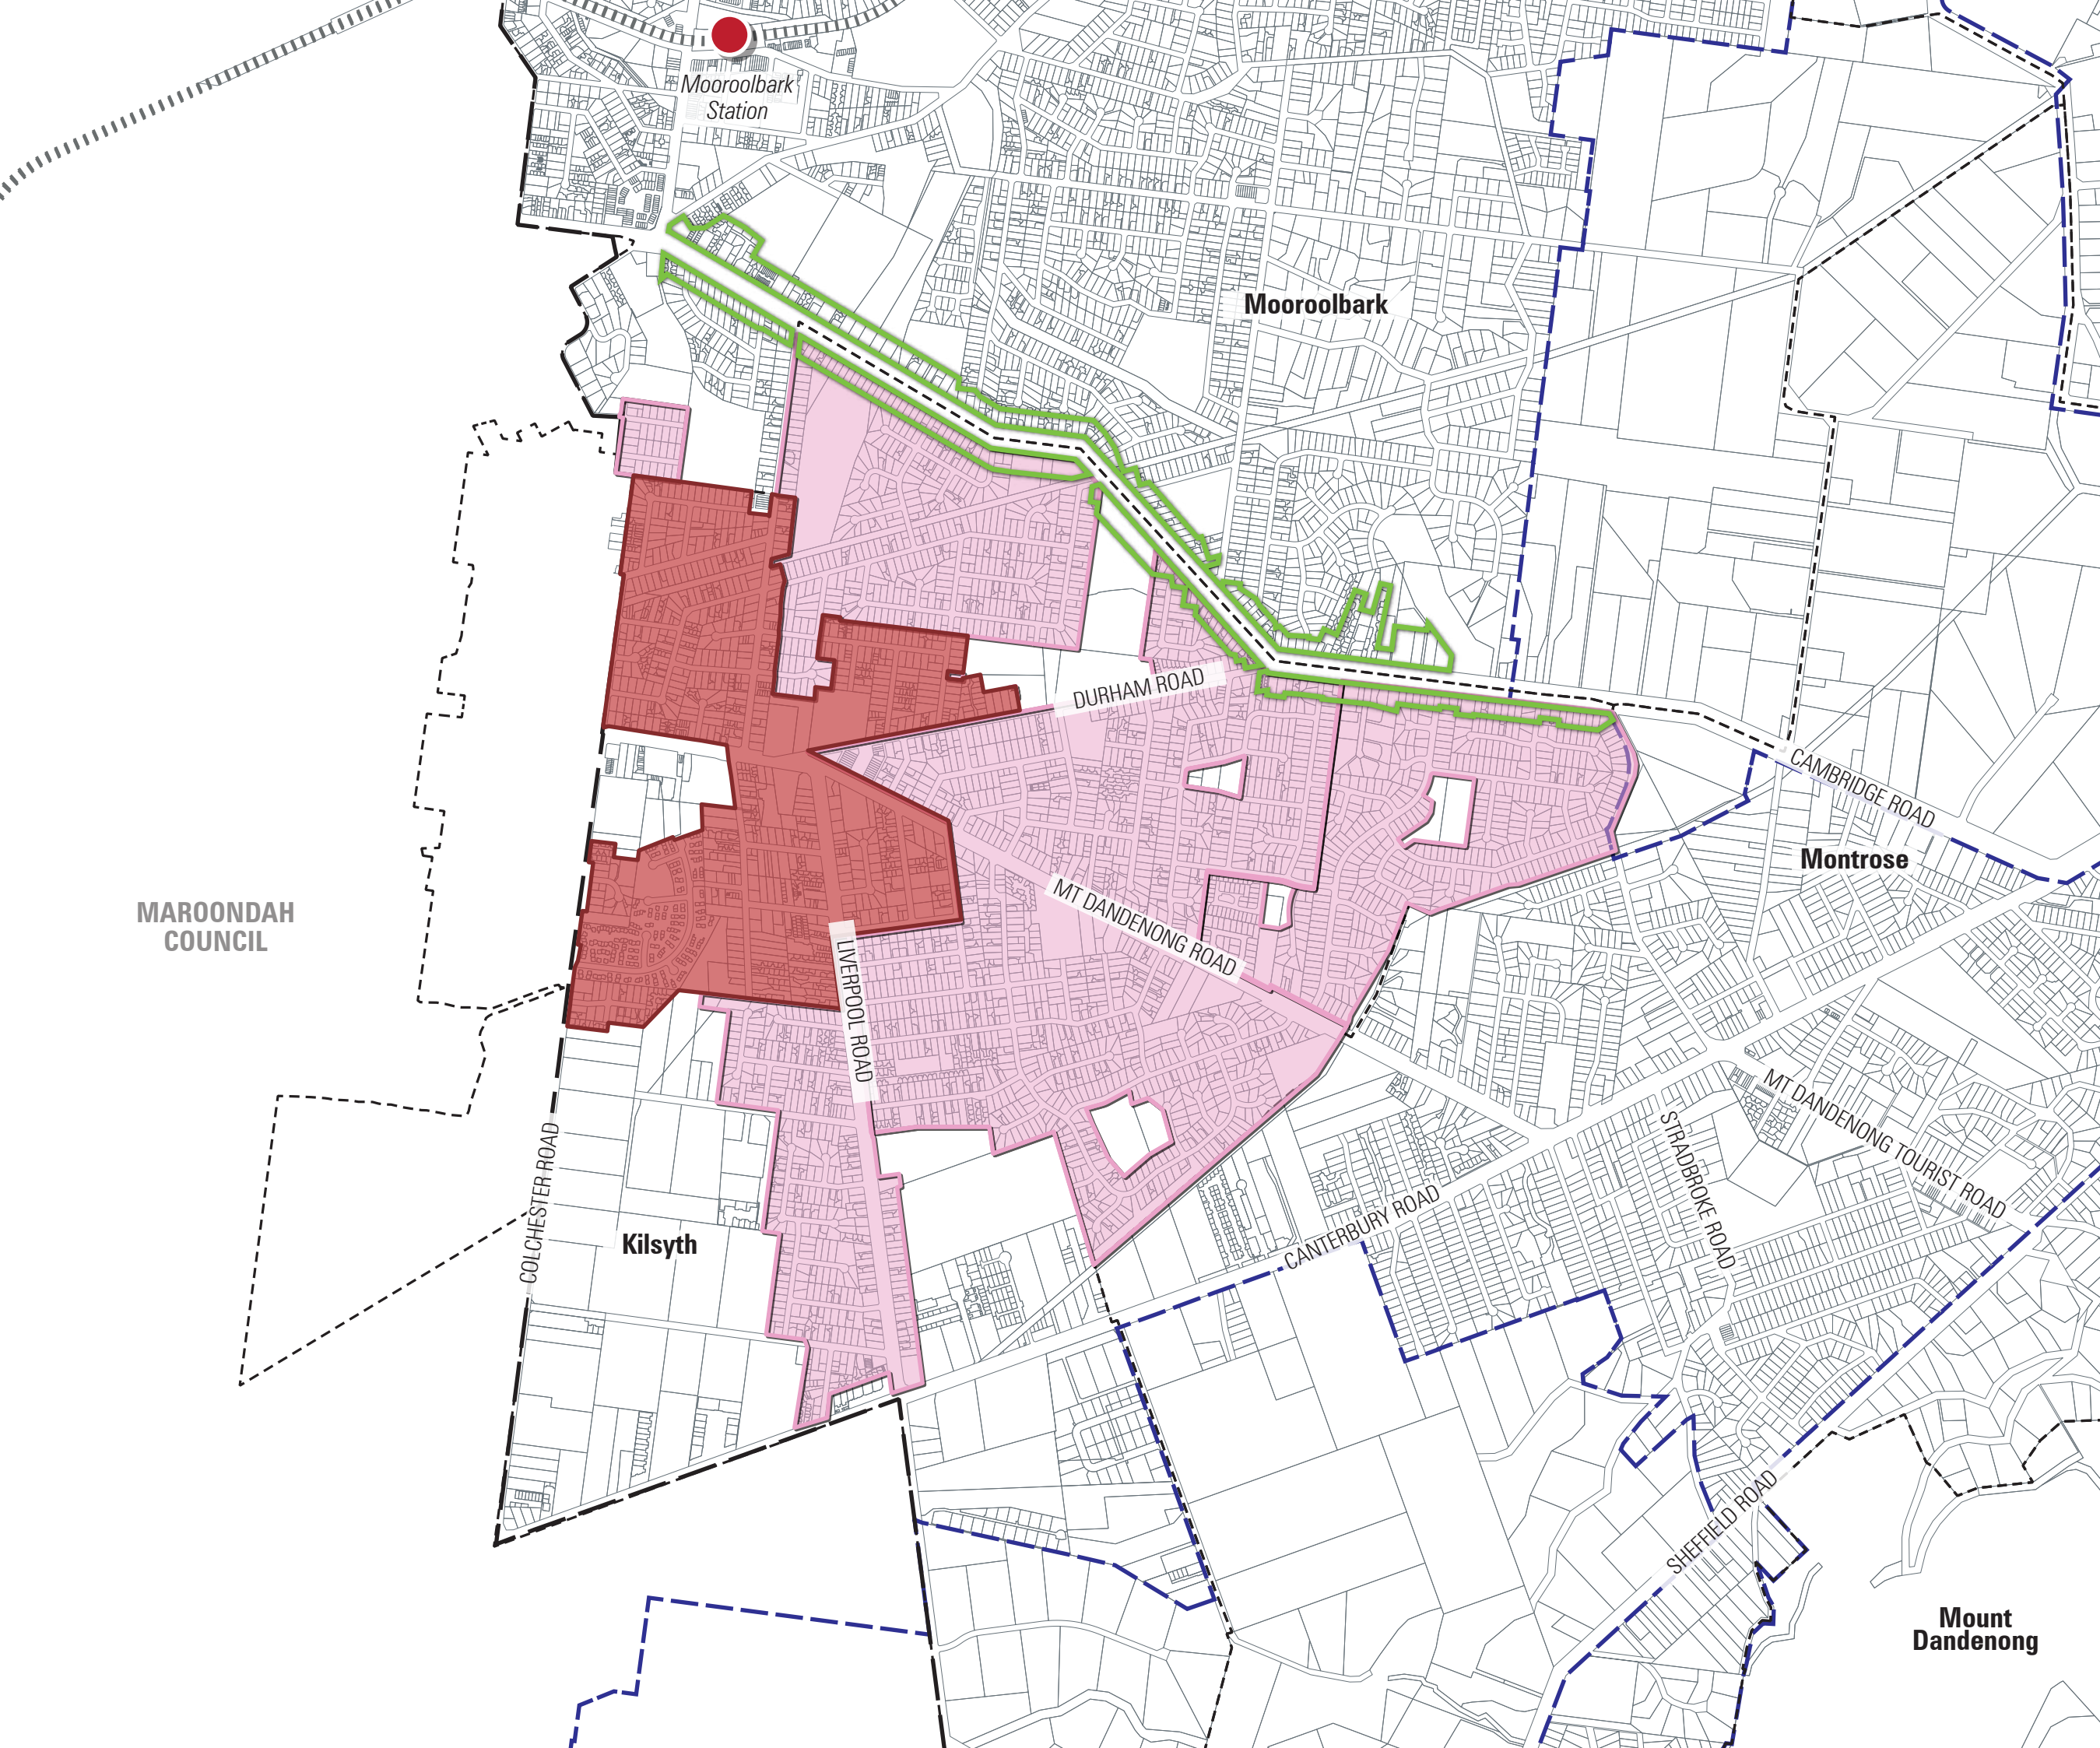 Mooroolbark
Station
Mooroolbark
DURHAM ROAD
CAMBRIDGE ROAD
Montrose
MAROONDAH
COUNCIL
MT DANDENONG ROAD
LIVERPOOL ROAD
MT DANDENONG TOURIST ROAD
STRADBROKE ROAD
COLCHESTER ROAD
Kilsyth
CANTERBURY ROAD
SHEFFIELD ROAD
Mount
Dandenong